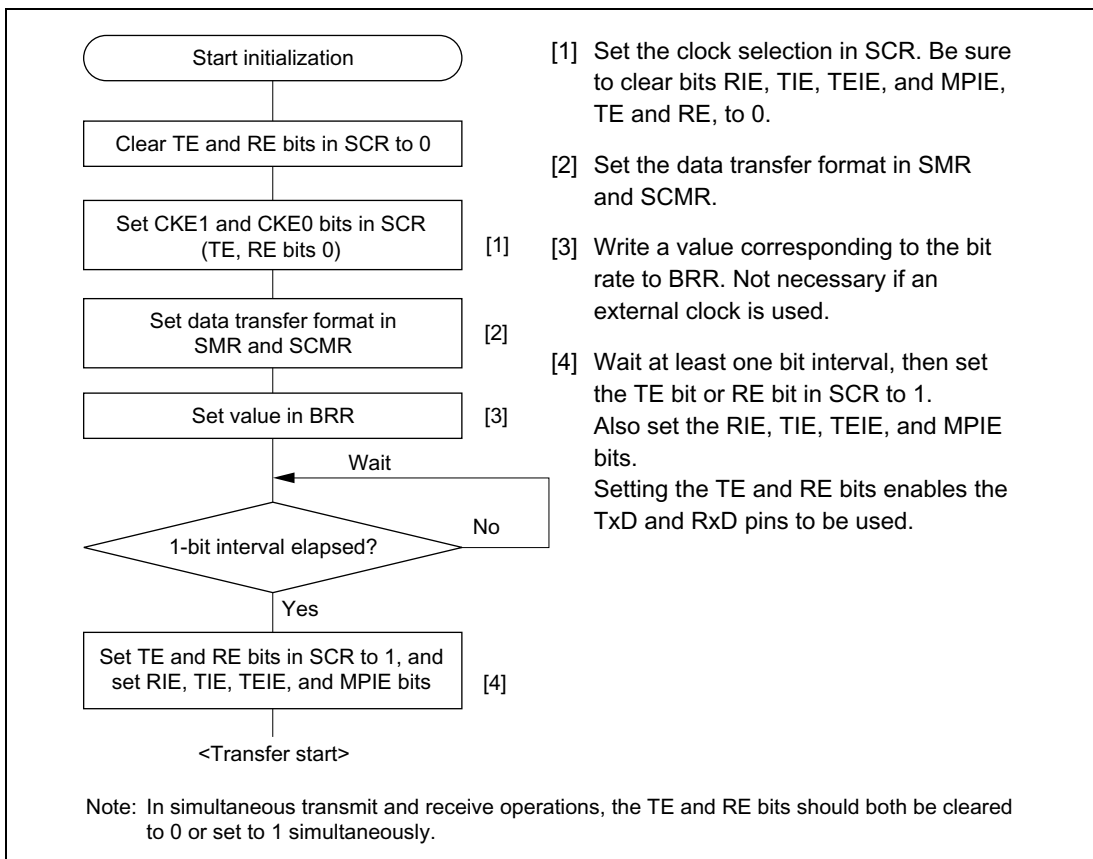 Start initialization
Clear TE and RE bits in SCR to 0
Set CKE1 and CKE0 bits in SCR
(TE, RE bits 0)
[1]
Set data transfer format in
SMR and SCMR
[2]
Set value in BRR
[3]
Wait
No
1-bit interval elapsed?
Yes
Set TE and RE bits in SCR to 1, and
set RIE, TIE, TEIE, and MPIE bits
[4]
<Transfer start>
[1] Set the clock selection in SCR. Be sure
to clear bits RIE, TIE, TEIE, and MPIE,
TE and RE, to 0.
[2] Set the data transfer format in SMR
and SCMR.
[3] Write a value corresponding to the bit
rate to BRR. Not necessary if an
external clock is used.
[4] Wait at least one bit interval, then set
the TE bit or RE bit in SCR to 1.
Also set the RIE, TIE, TEIE, and MPIE
bits.
Setting the TE and RE bits enables the
TxD and RxD pins to be used.
Note: In simultaneous transmit and receive operations, the TE and RE bits should both be cleared
to 0 or set to 1 simultaneously.